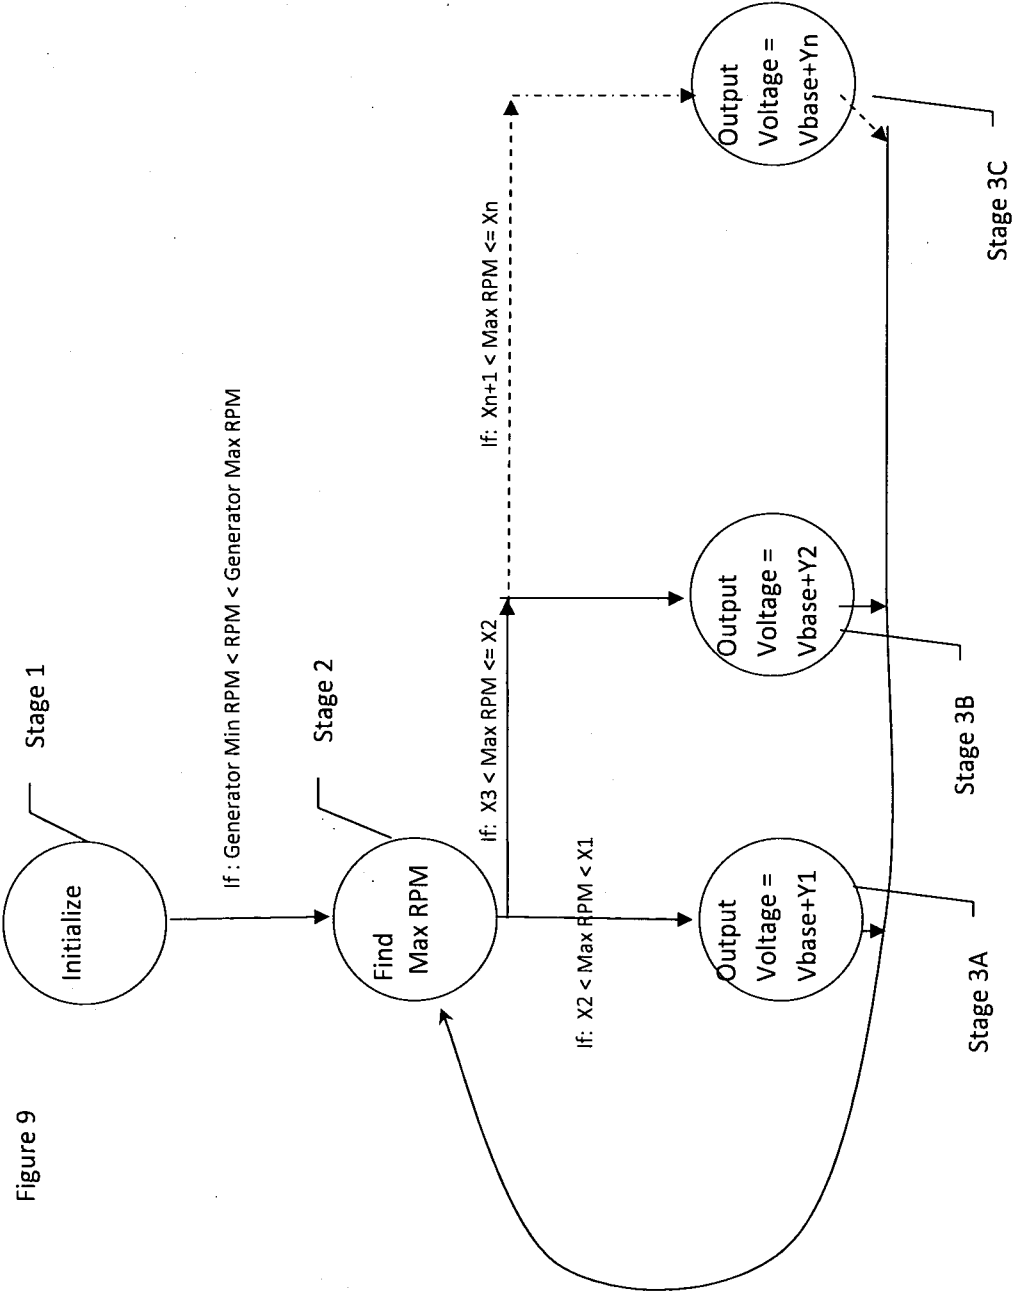 Figure 9
Stage 1
Initialize
If : Generator Min RPM < RPM < Generator Max RPM
Stage 2
Find
Max RPM
If:  X3 < Max RPM <= X2
If:  Xn+1 < Max RPM <= Xn
If:  X2 < Max RPM < X1
Output
Voltage =
Vbase+Y1
Output
Voltage =
Vbase+Y2
Output
Voltage =
Vbase+Yn
Stage 3A
Stage 3B
Stage 3C